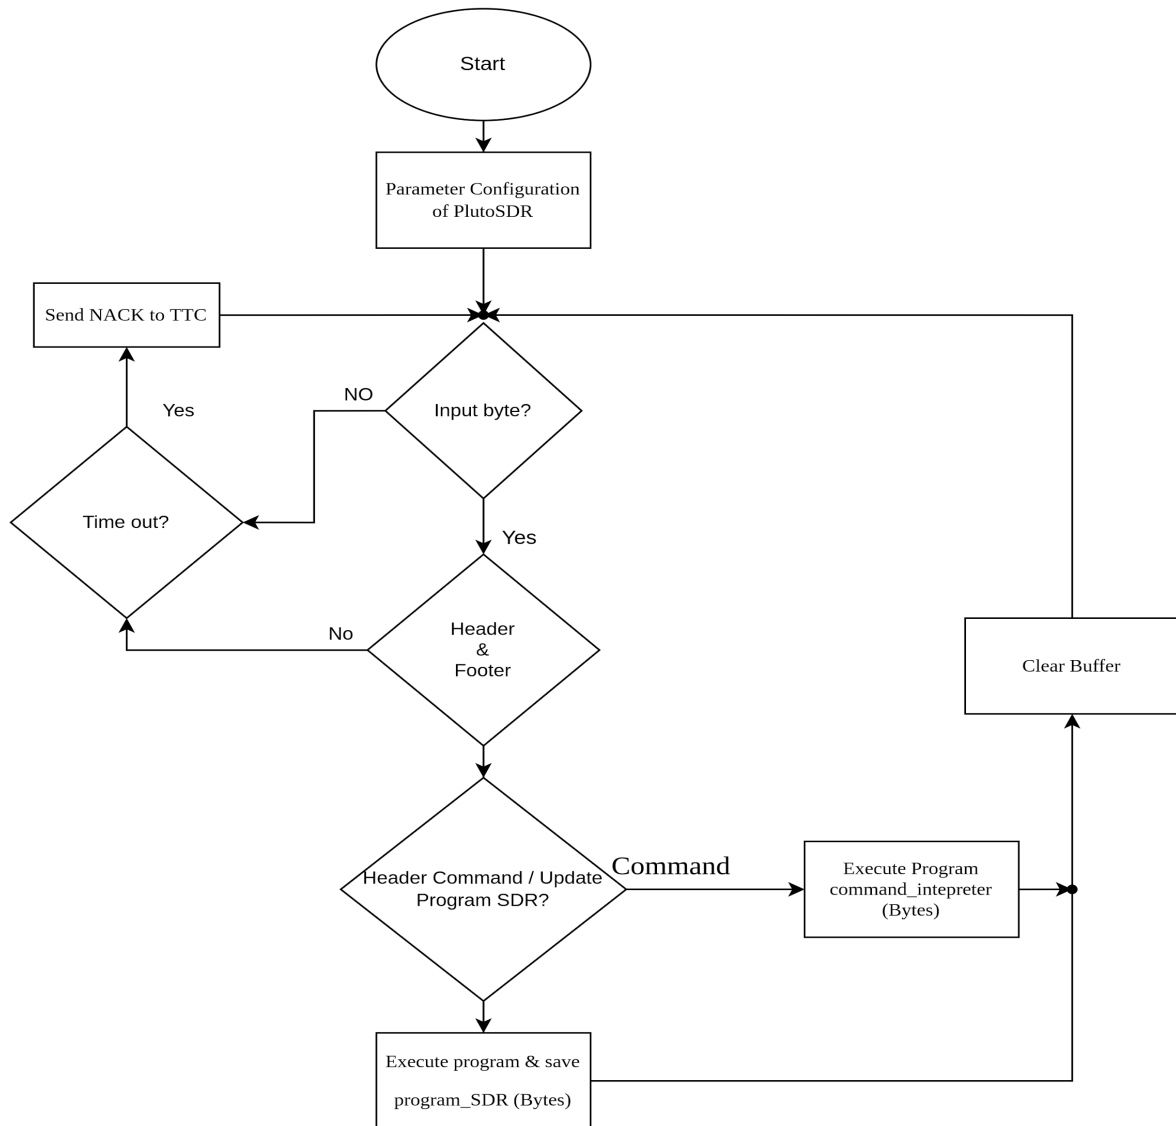 Start
Parameter Configuration
of PlutoSDR
Send NACK to TTC
NO
Input byte?
Yes
Time out?
Yes
Header
&
Footer
No
Clear Buffer
Header Command / Update
Program SDR?
Command
Execute Program
command_intepreter
(Bytes)
Execute program & save
program_SDR (Bytes)